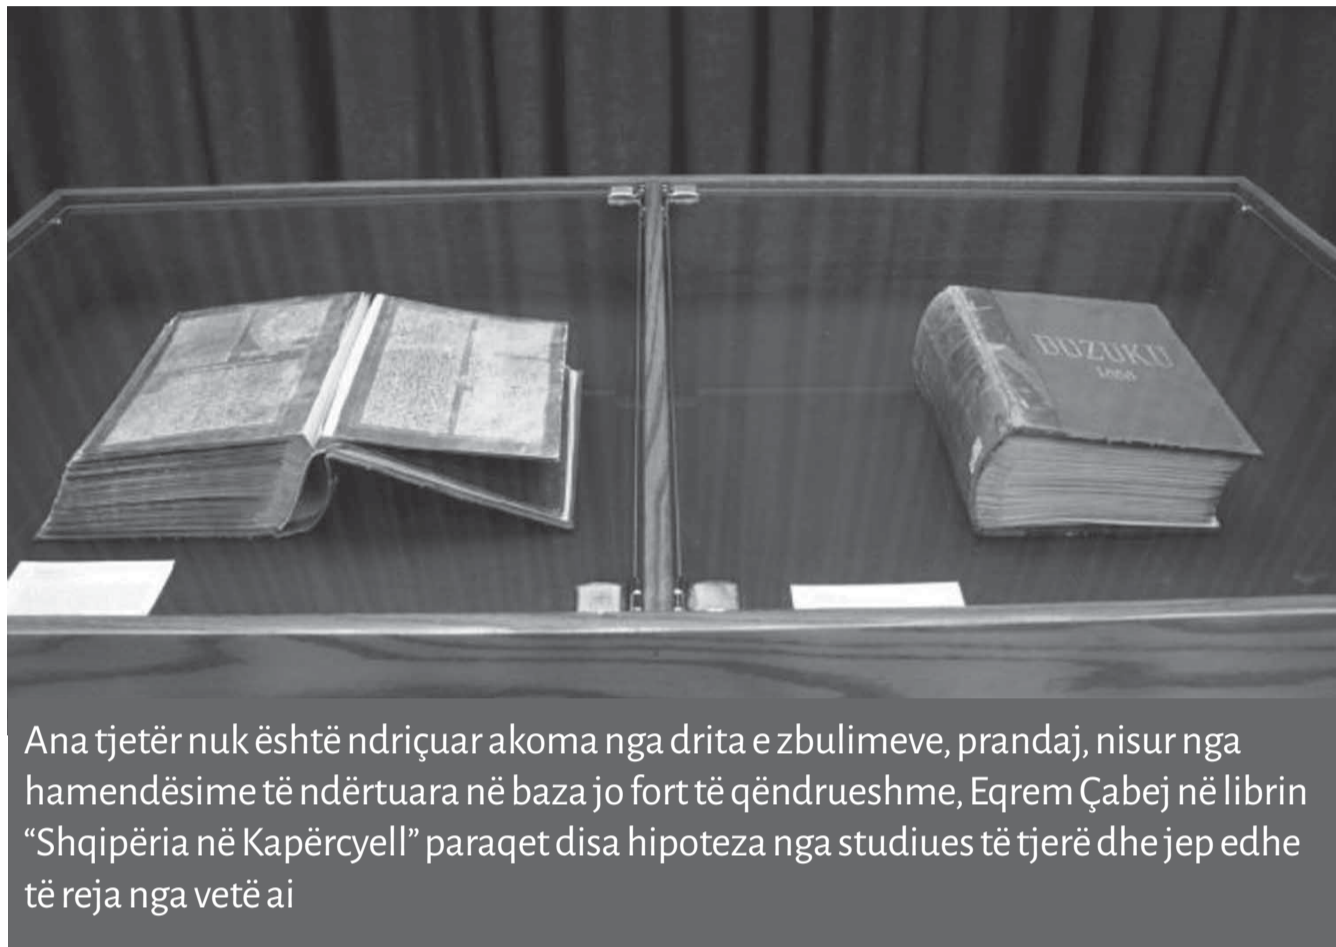 BUZUKU
Ana tjetër nuk është ndriçuar akoma nga drita e zbulimeve, prandaj, nisur nga
hamendësime të ndërtuara në baza jo fort të qëndrueshme, Eqrem Çabej në librin
“Shqipëria në Kapërcyell” paraqet disa hipoteza nga studiues të tjerë dhe jep edhe
të reja nga vetë ai